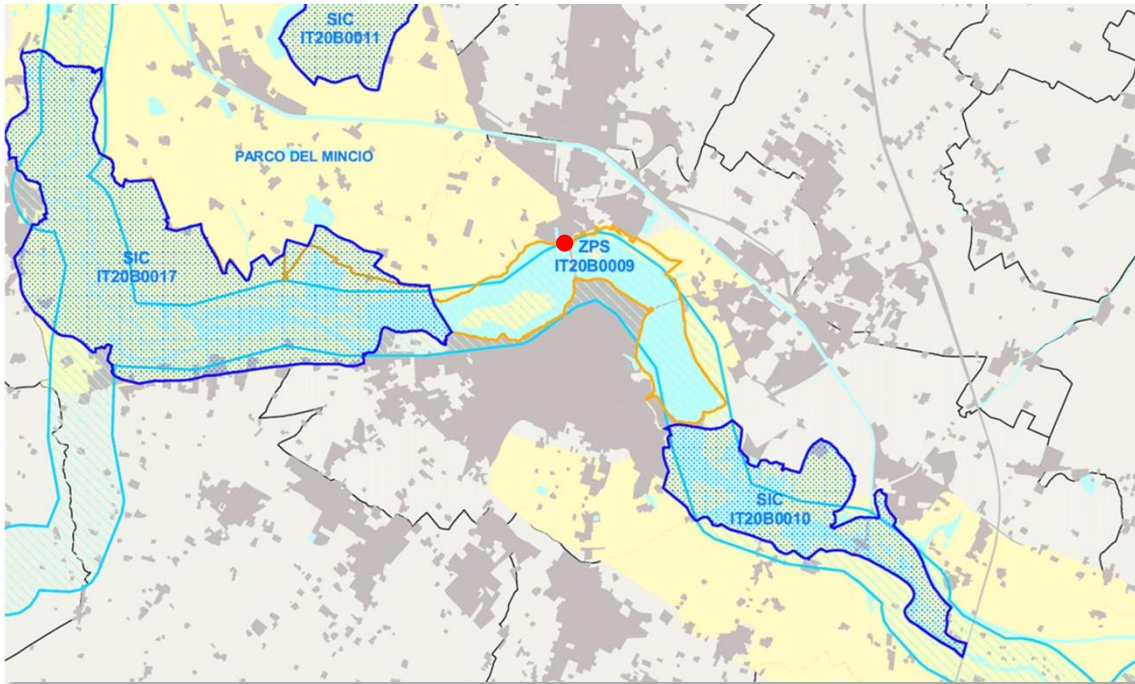 SIC
IT20B0011
PARCO DEL MINCIO
ZPS
IT20B0009
SIC
IT20B0017
SIC
IT20B0010